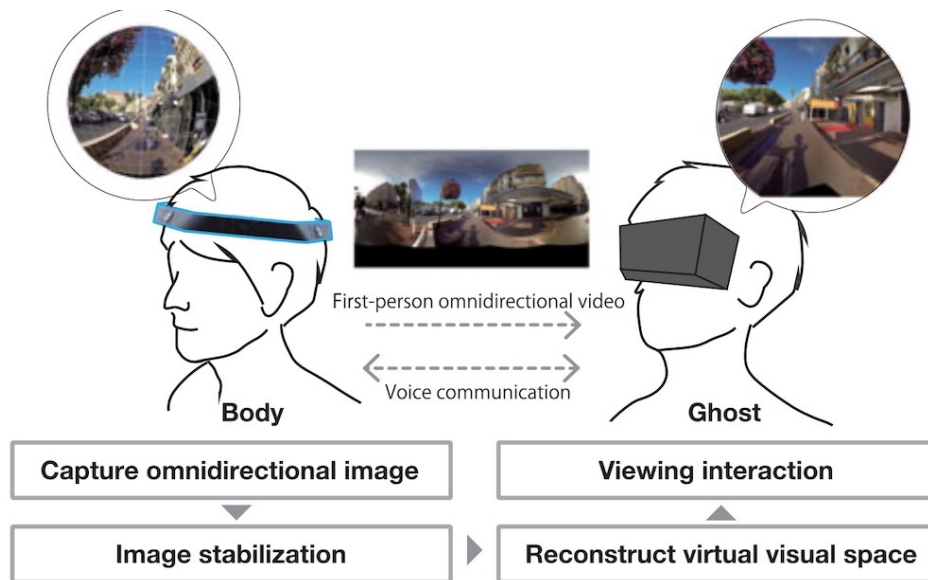 First-person omnidirectional video
Voice communication
Body
Ghost
Capture omnidirectional image
Viewing interaction
Image stabilization
Reconstruct virtual visual space